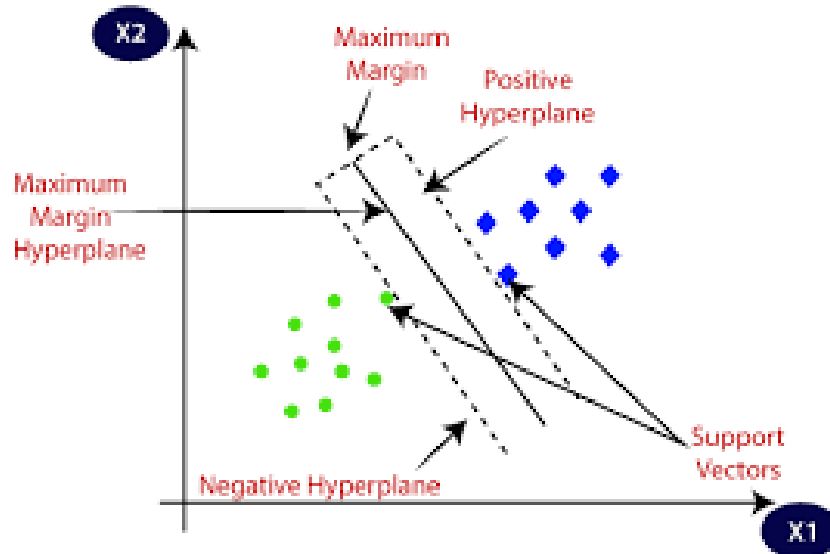 X2
Maximum
Margin
Positive
Hyperplane
Maximum
Margin
Hyperplane
Support
Vectors
Negative Hyperplane
X1